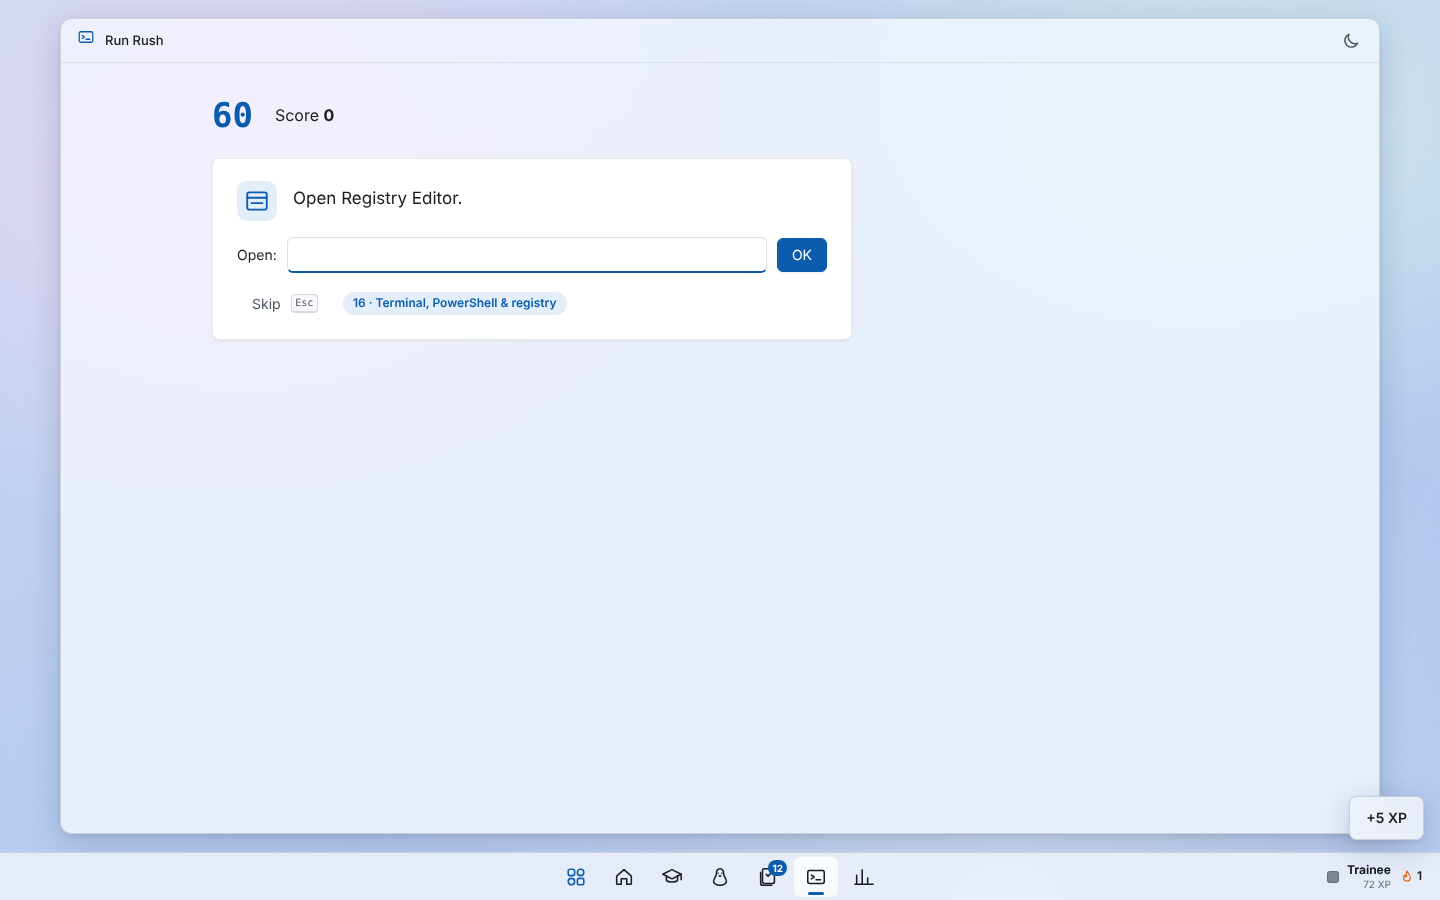 Run Rush
60 Score 0
Open Registry Editor.
Open: OK
Skip Esc 16 · Terminal, PowerShell & registry
+5 XP
12
Trainee
72 XP
1